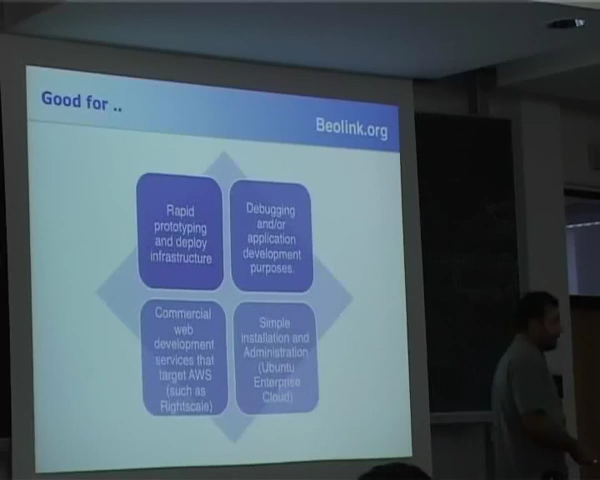 Good for ..
Beolink.org
Rapid
prototyping
and deploy
infrastructure
Debugging
and/or
application
development
purposes.
Commercial
web
development
services that
target AWS
(such as
Rightscale)
Simple
installation and
Administration
(Ubuntu
Enterprise
Cloud)